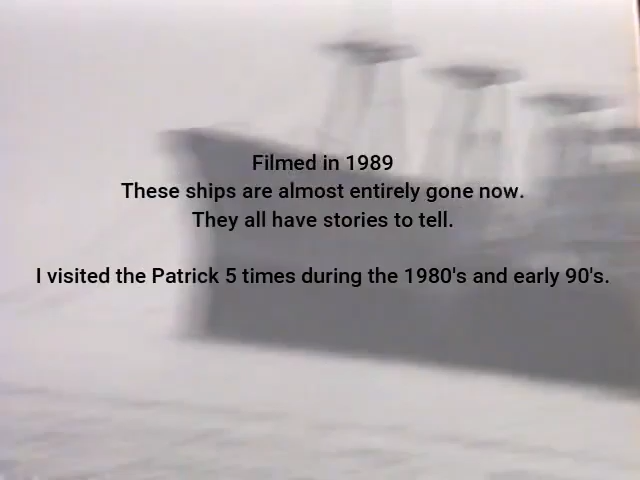 Filmed in 1989
These ships are almost entirely gone now.
They all have stories to tell.
I visited the Patrick 5 times during the 1980's and early 90's.